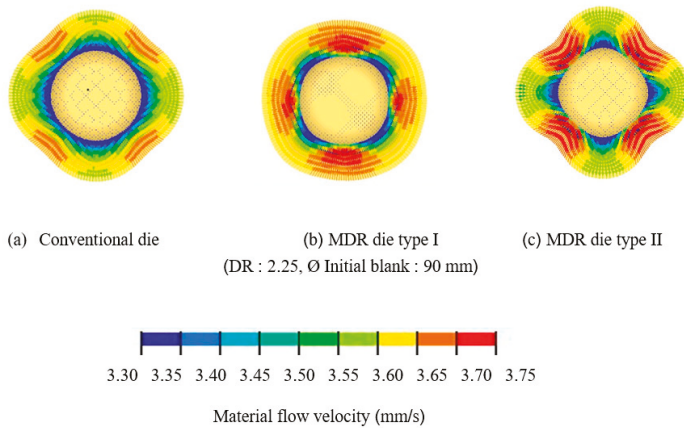 (a) Conventional die
(b) MDR die type I
(c) MDR die type II
(DR : 2.25, Ø Initial blank : 90 mm)
3.30 3.35 3.40 3.45 3.50 3.55 3.60 3.65 3.70 3.75
Material flow velocity (mm/s)